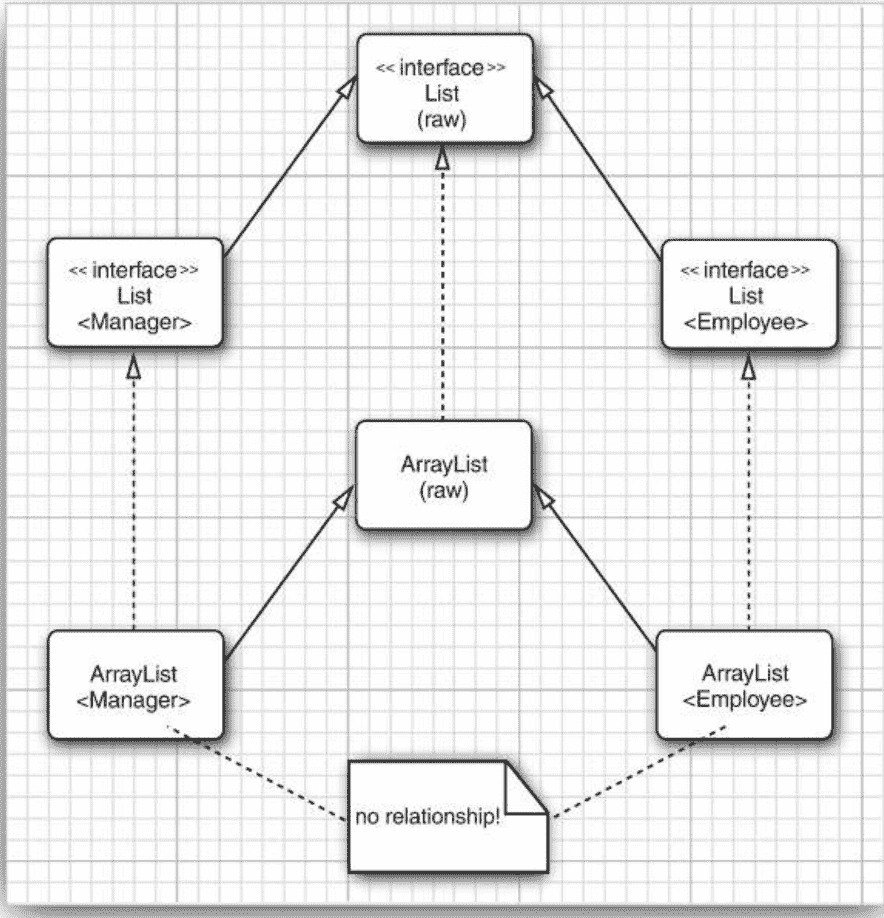 << interface >>
List
(raw)
<< interface >>
List
<Manager>
<< interface >>
List
<Employee>
ArrayList
(raw)
ArrayList
<Manager>
ArrayList
<Employee>
no relationship!